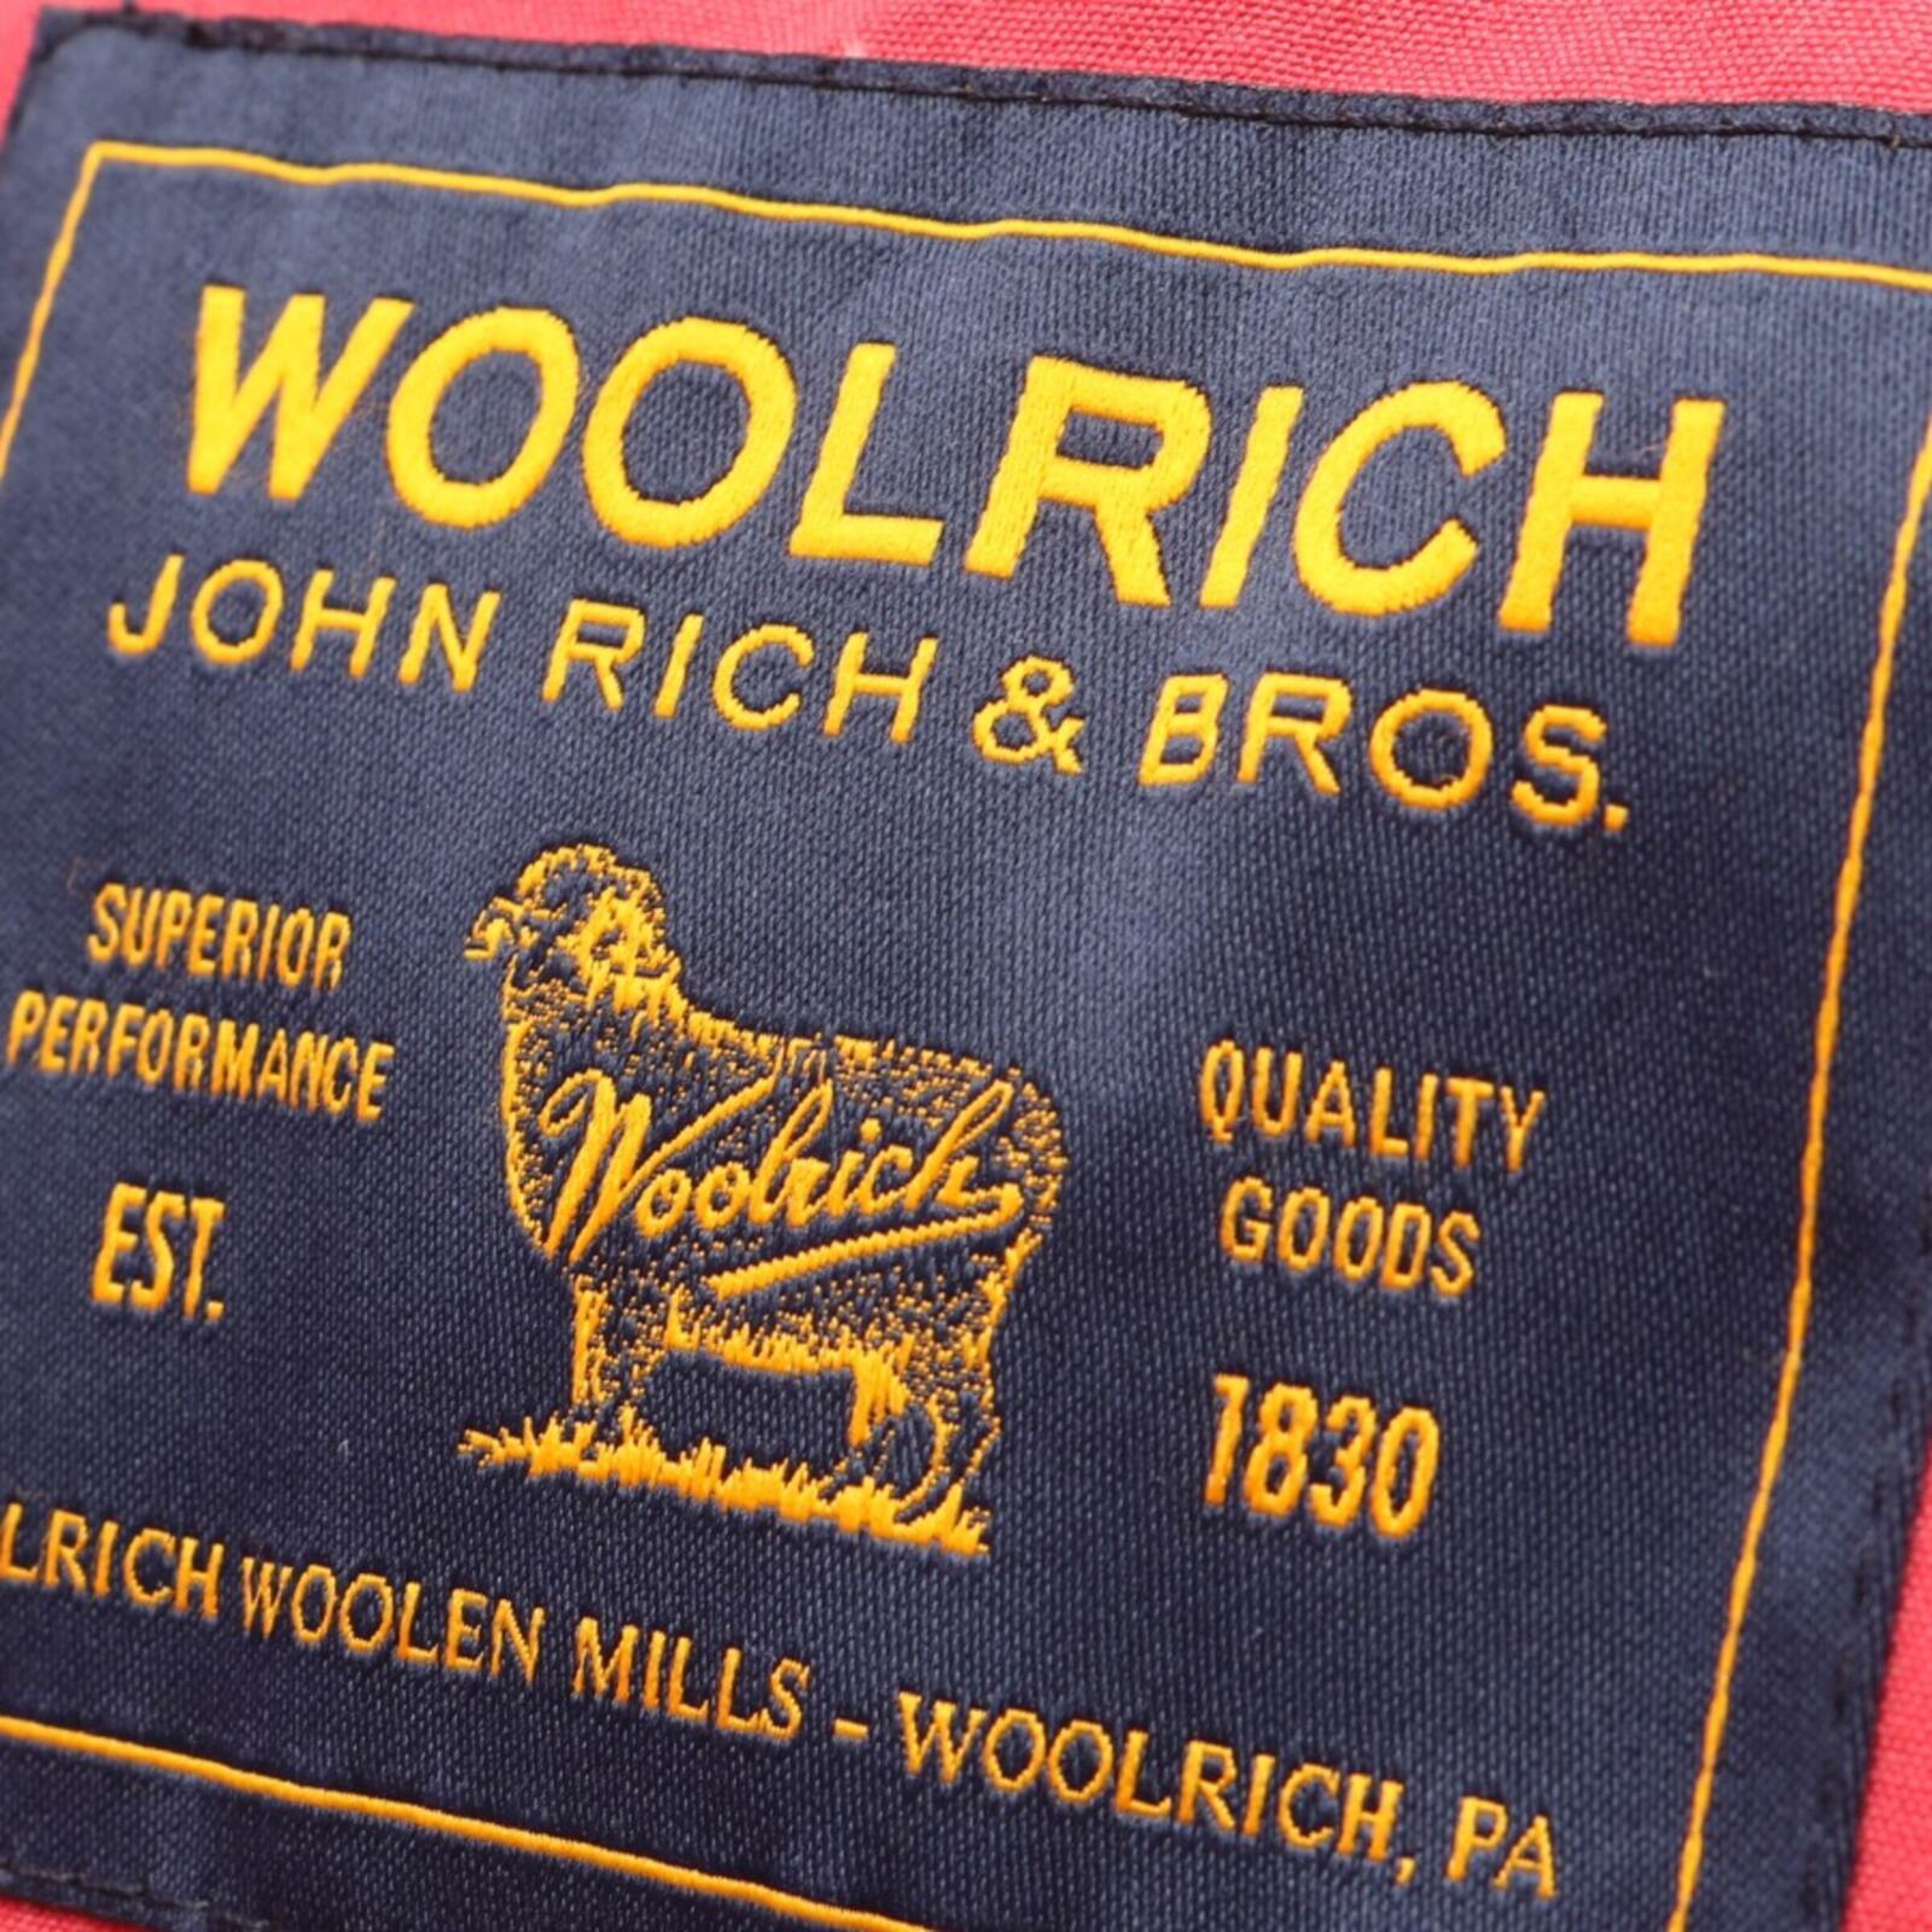 WOOLRICH
JOHN RICH & BROS.
SUPERIOR
PERFORMANCE
EST.
Woolrich
QUALITY
GOODS
1830
LRICH WOOLEN MILLS - WOOLRICH, PA